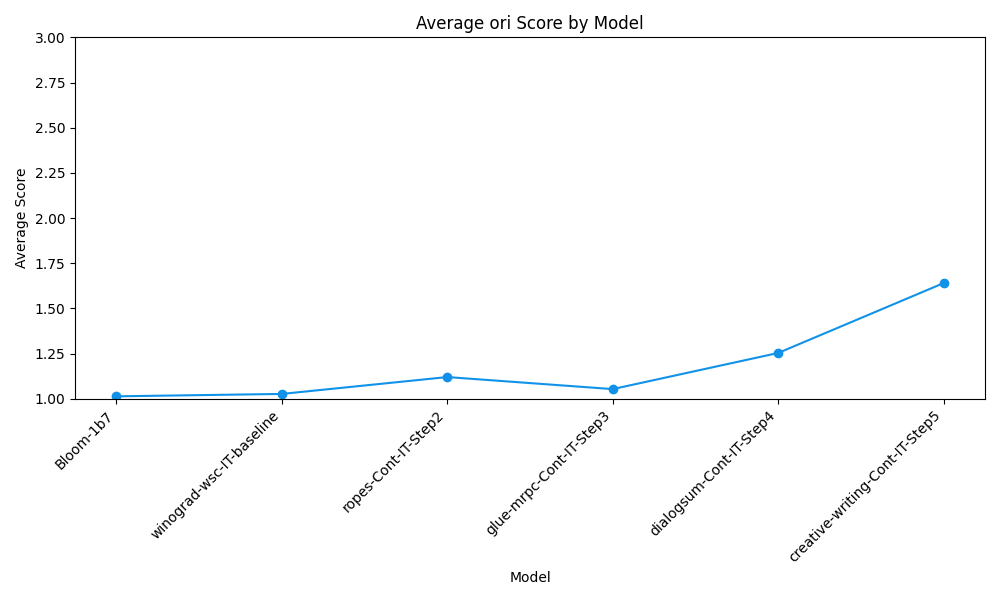 Average ori Score by Model
Average Score
3.00
2.75
2.50
2.25
2.00
1.75
1.50
1.25
1.00
Bloom-1b7
winograd-wsc-IT-baseline
ropes-Cont-IT-Step2
glue-mrpc-Cont-IT-Step3
dialogsum-Cont-IT-Step4
creative-writing-Cont-IT-Step5
Model